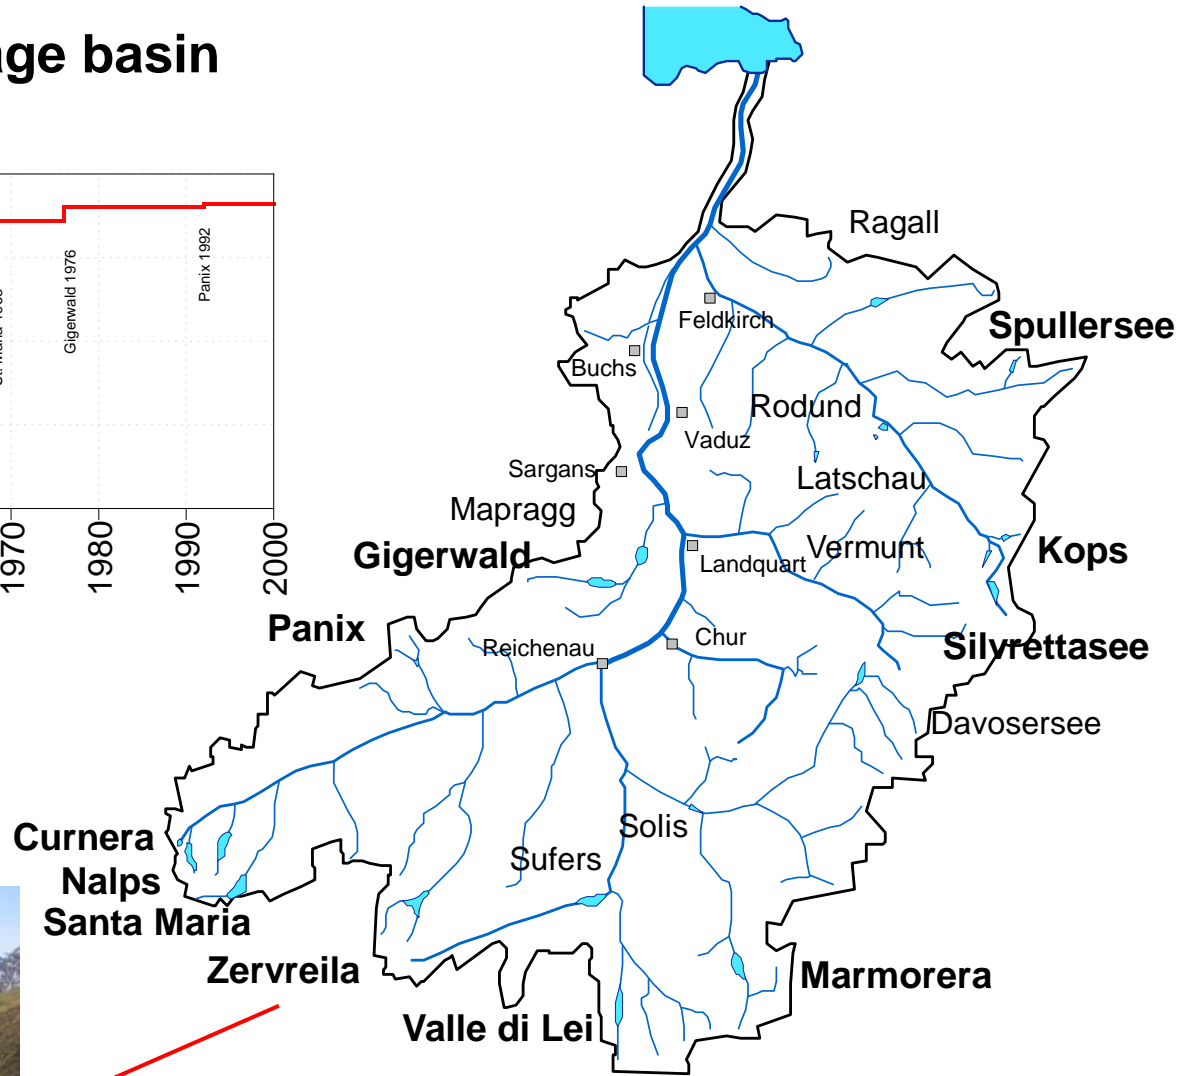 age basin
Gigerwald 1976
Panix 1992
1970
1980
1990
2000
Ragall
Spullersee
Feldkirch
Buchs
Rodund
Vaduz
Sargans
Latschau
Mapragg
Gigerwald
Landquart
Vermunt
Kops
Panix
Reichenau
Chur
Silvrettasee
Davosersee
Curnera
Solis
Sufers
Nalps
Santa Maria
Zervreila
Marmorera
Valle di Lei